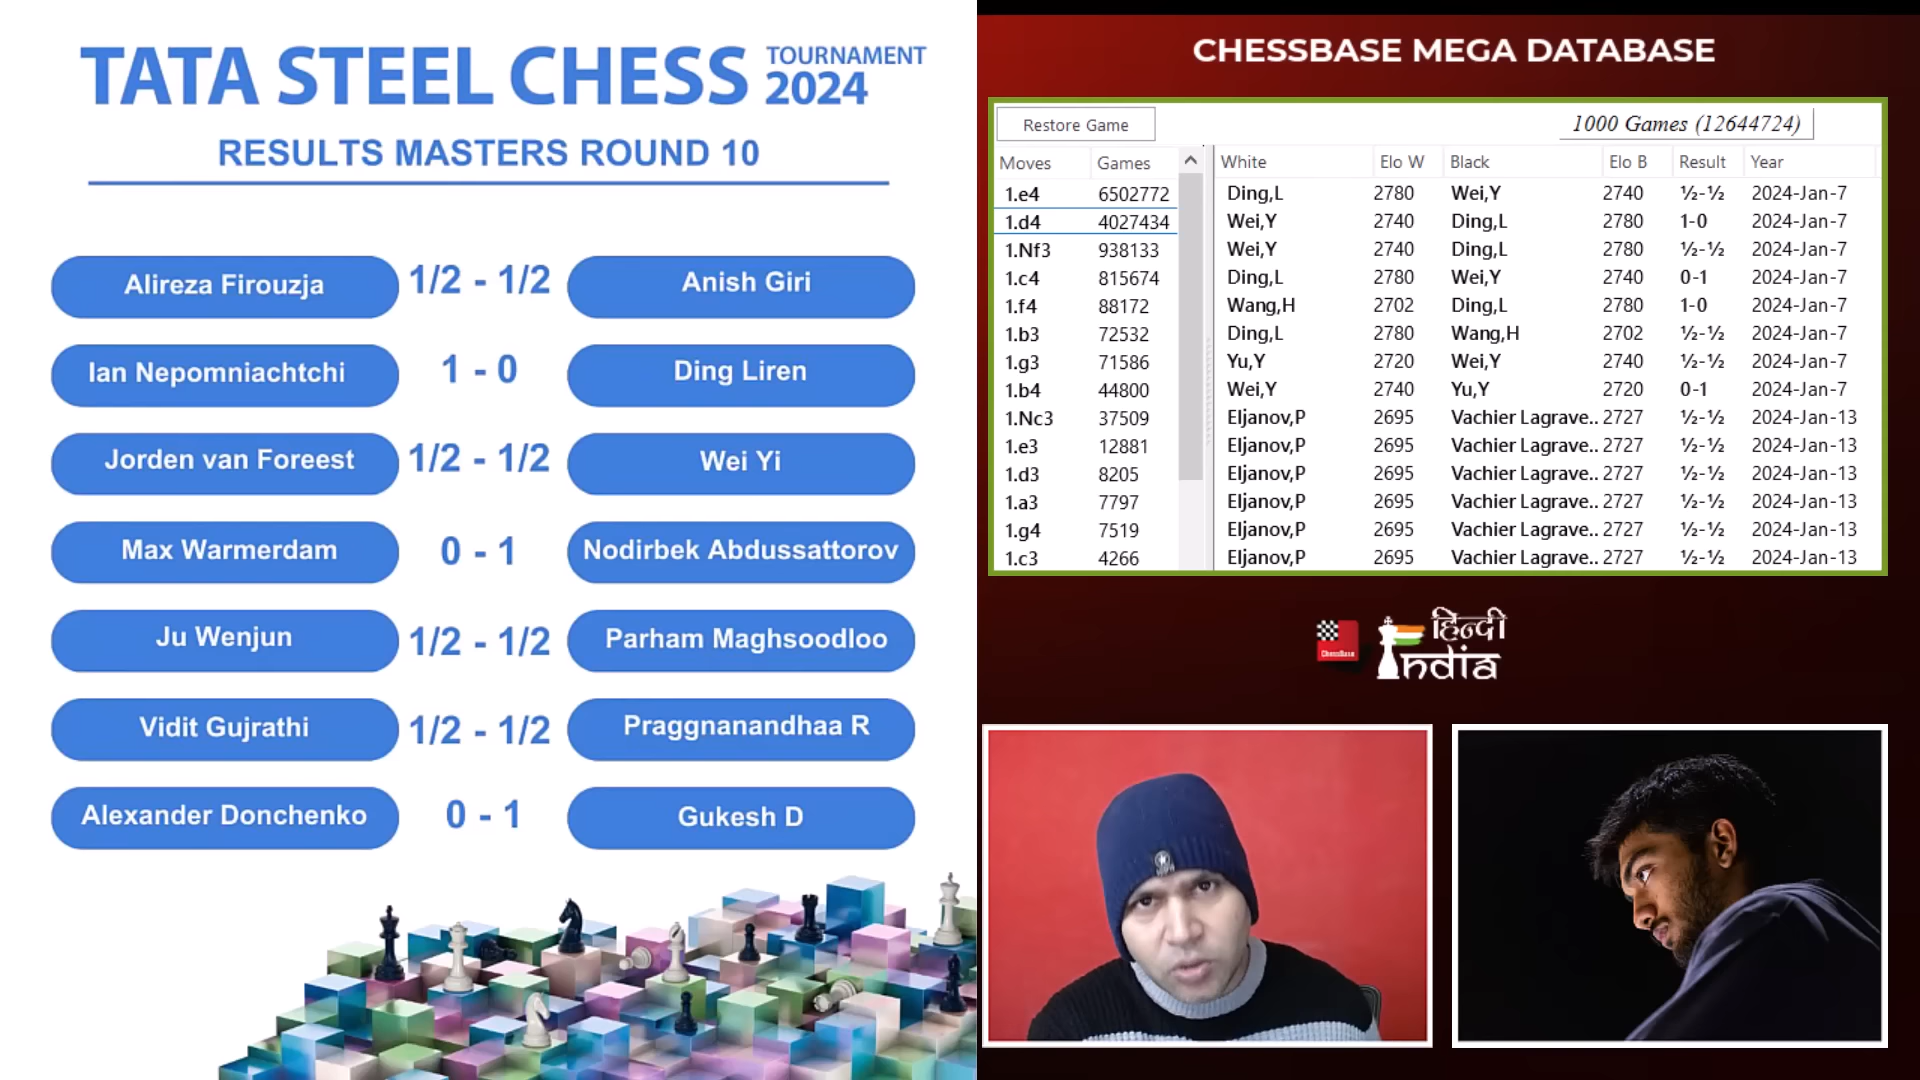 TATA STEEL CHESS TOURNAMENT 2024
RESULTS MASTERS ROUND 10
Alireza Firouzja 1/2 - 1/2 Anish Giri
Ian Nepomniachtchi 1 - 0 Ding Liren
Jorden van Foreest 1/2 - 1/2 Wei Yi
Max Warmerdam 0 - 1 Nodirbek Abdussattorov
Ju Wenjun 1/2 - 1/2 Parham Maghsoodloo
Vidit Gujrathi 1/2 - 1/2 Praggnanandhaa R
Alexander Donchenko 0 - 1 Gukesh D
CHESSBASE MEGA DATABASE
Restore Game
1000 Games (12644724)
Moves Games
1.e4 6502772
1.d4 4027434
1.Nf3 938133
1.c4 815674
1.f4 88172
1.b3 72532
1.g3 71586
1.b4 44800
1.Nc3 37509
1.e3 12881
1.d3 8205
1.a3 7797
1.g4 7519
1.c3 4266
White Elo W Black Elo B Result Year
Ding,L 2780 Wei,Y 2740 ½-½ 2024-Jan-7
Wei,Y 2740 Ding,L 2780 1-0 2024-Jan-7
Wei,Y 2740 Ding,L 2780 ½-½ 2024-Jan-7
Ding,L 2780 Wei,Y 2740 0-1 2024-Jan-7
Wang,H 2702 Ding,L 2780 1-0 2024-Jan-7
Ding,L 2780 Wang,H 2702 ½-½ 2024-Jan-7
Yu,Y 2720 Wei,Y 2740 ½-½ 2024-Jan-7
Wei,Y 2740 Yu,Y 2720 0-1 2024-Jan-7
Eljanov,P 2695 Vachier Lagrave.. 2727 ½-½ 2024-Jan-13
Eljanov,P 2695 Vachier Lagrave.. 2727 ½-½ 2024-Jan-13
Eljanov,P 2695 Vachier Lagrave.. 2727 ½-½ 2024-Jan-13
Eljanov,P 2695 Vachier Lagrave.. 2727 ½-½ 2024-Jan-13
Eljanov,P 2695 Vachier Lagrave.. 2727 ½-½ 2024-Jan-13
Eljanov,P 2695 Vachier Lagrave.. 2727 ½-½ 2024-Jan-13
ChessBase
हिन्दी
India